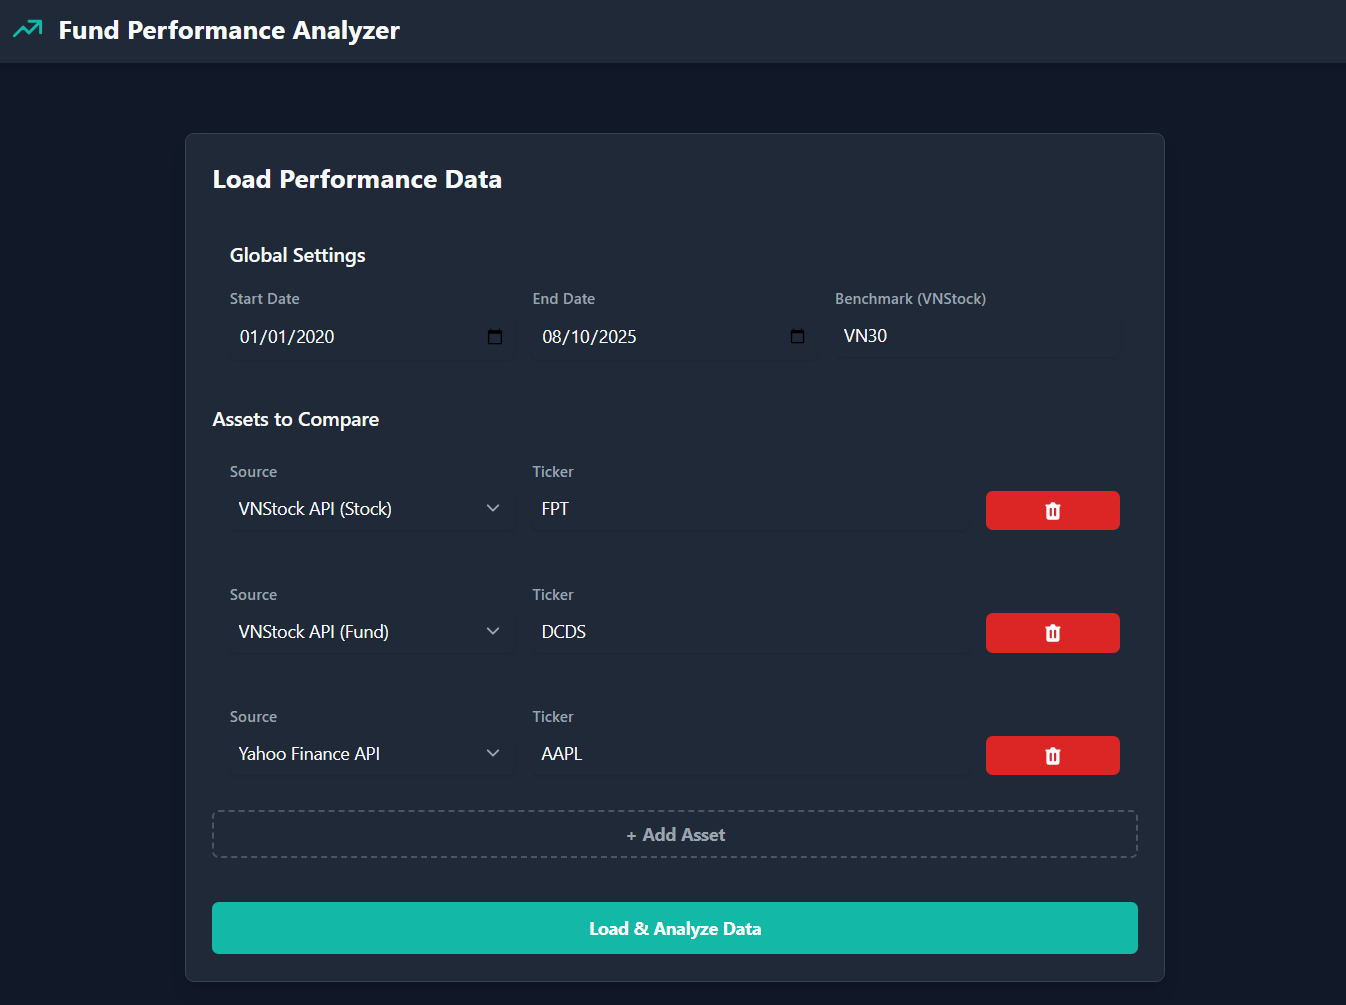 Fund Performance Analyzer
Load Performance Data
Global Settings
Start Date
01/01/2020
End Date
08/10/2025
Benchmark (VNStock)
VN30
Assets to Compare
Source
VNStock API (Stock)
Ticker
FPT
Source
VNStock API (Fund)
Ticker
DCDS
Source
Yahoo Finance API
Ticker
AAPL
+ Add Asset
Load & Analyze Data